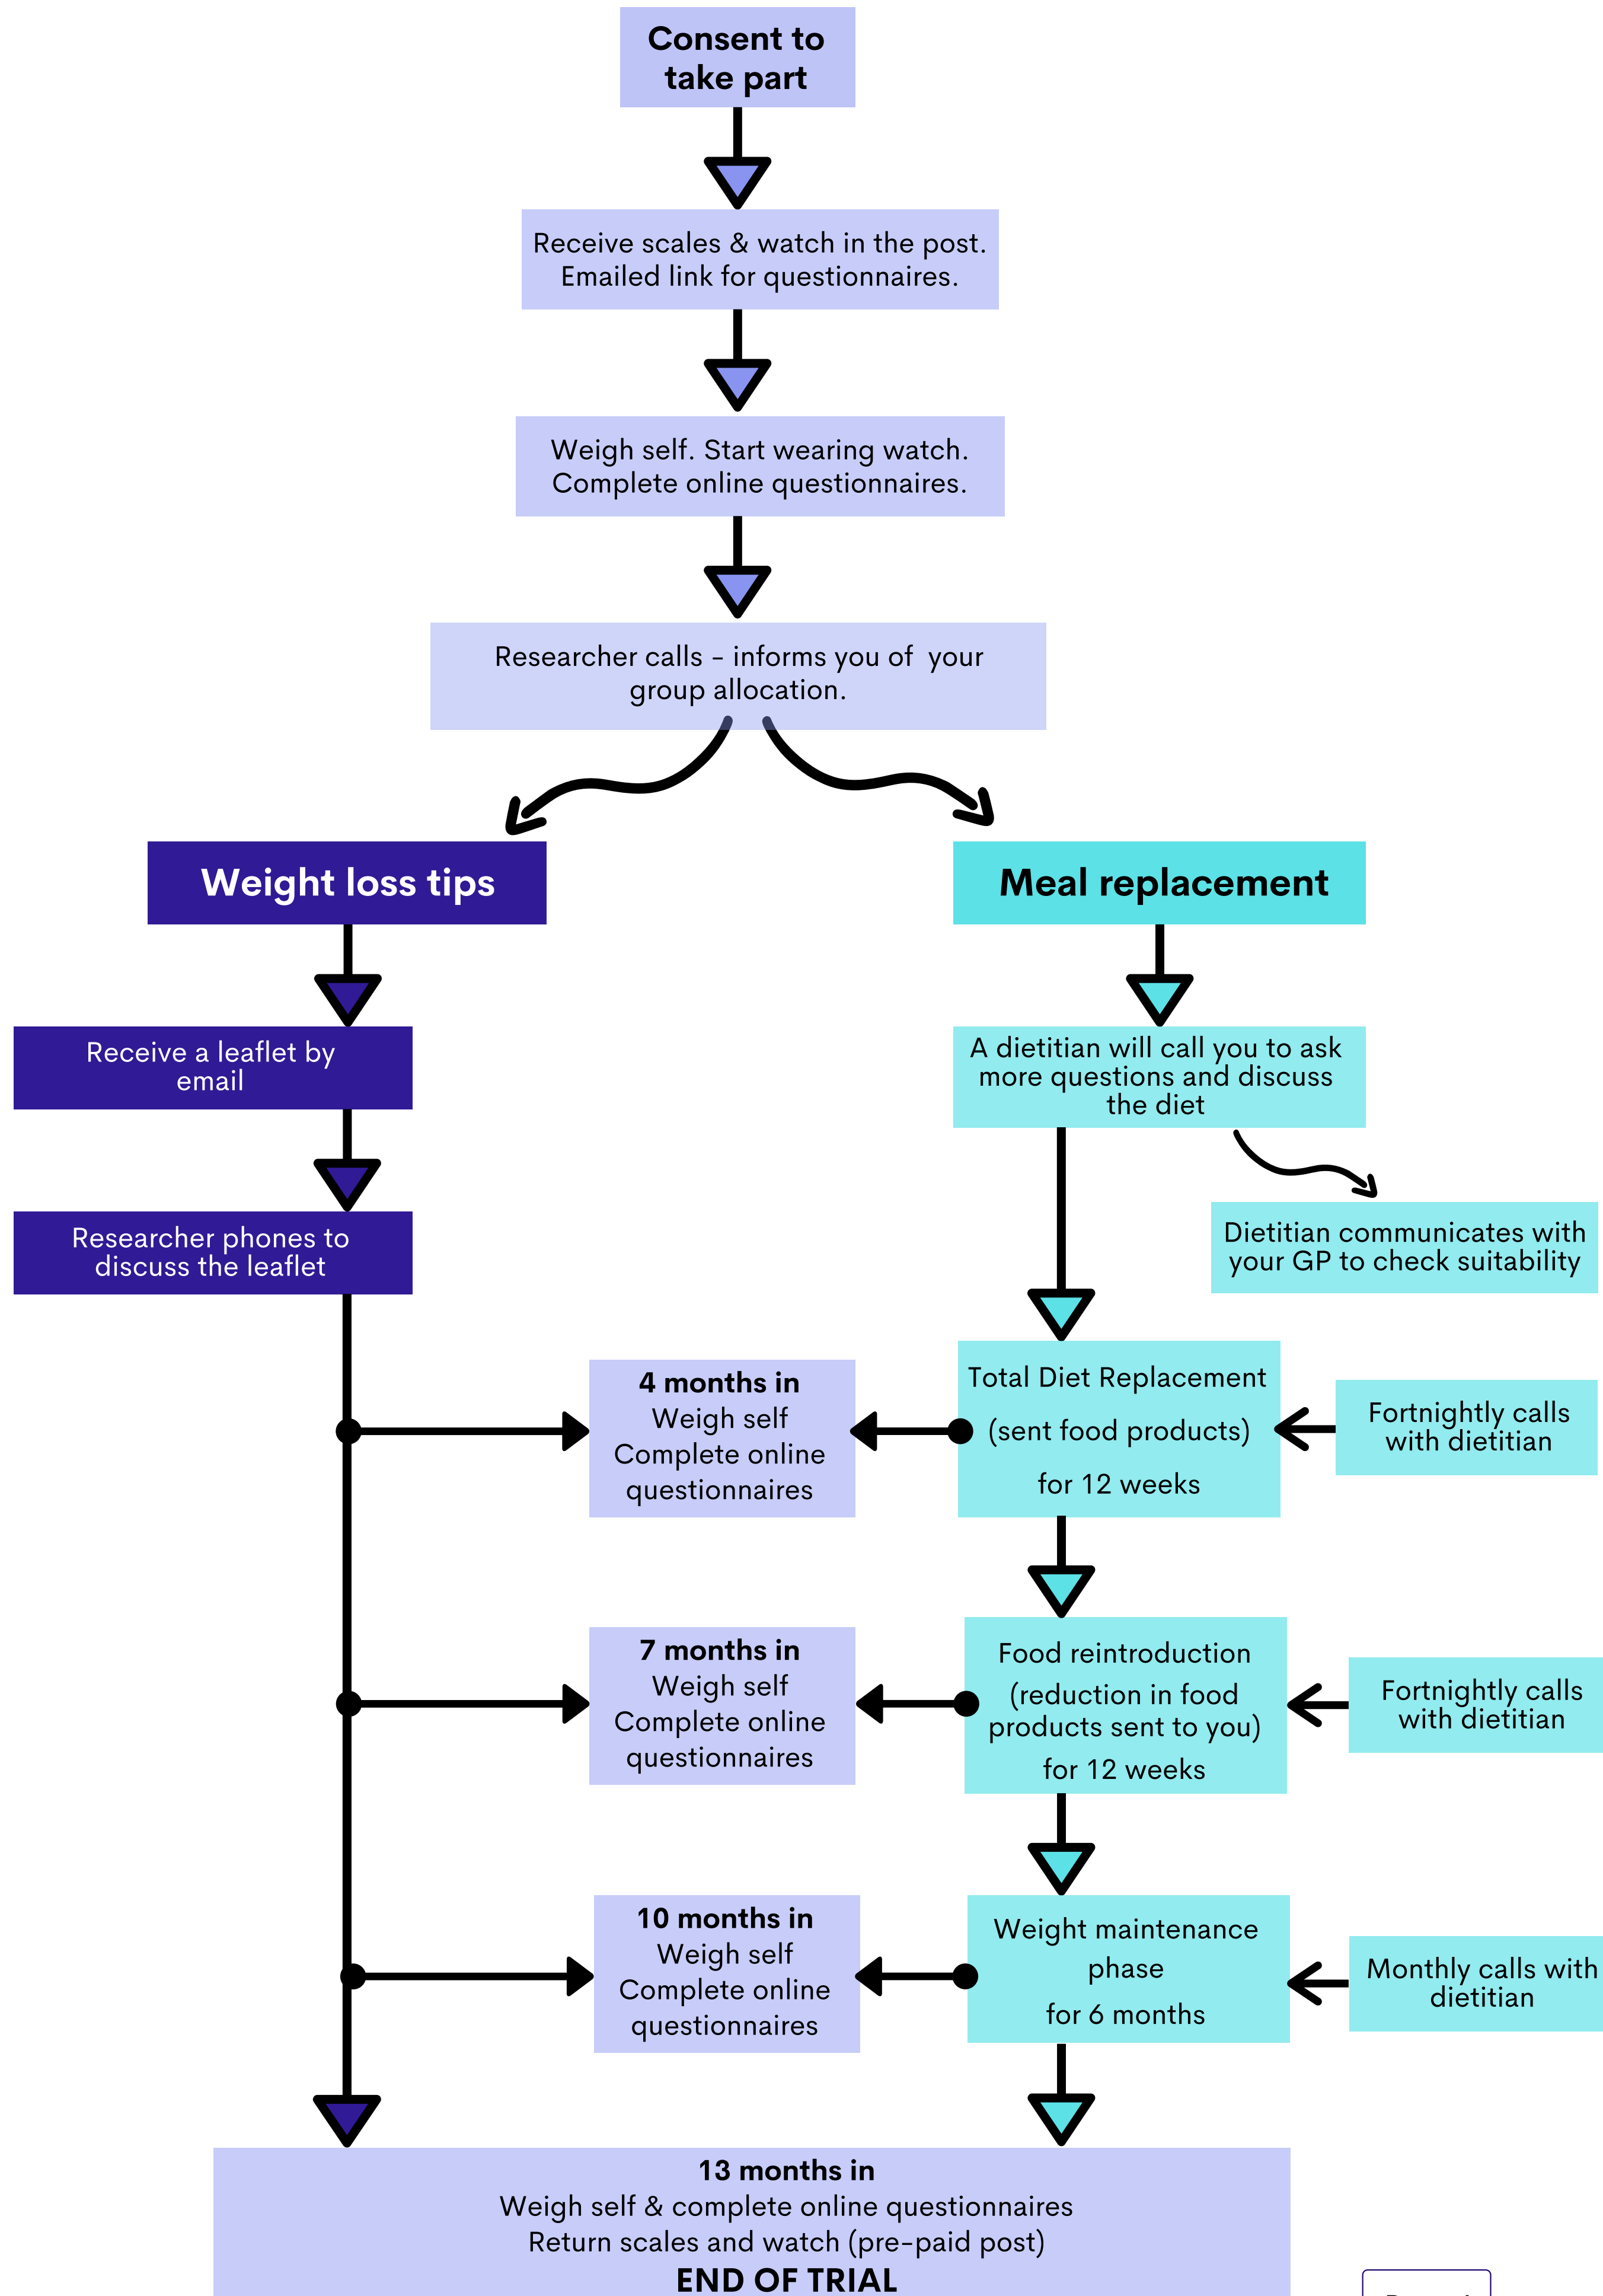 Consent to
take part
Receive scales & watch in the post.
Emailed link for questionnaires.
Weigh self. Start wearing watch.
Complete online questionnaires.
Researcher calls - informs you of your
group allocation.
Weight loss tips
Meal replacement
Receive a leaflet by
email
A dietitian will call you to ask
more questions and discuss
the diet
Researcher phones to
discuss the leaflet
Dietitian communicates with
your GP to check suitability
4 months in
Weigh self
Complete online
questionnaires
Total Diet Replacement
(sent food products)
for 12 weeks
Fortnightly calls
with dietitian
7 months in
Weigh self
Complete online
questionnaires
Food reintroduction
(reduction in food
products sent to you)
for 12 weeks
Fortnightly calls
with dietitian
10 months in
Weigh self
Complete online
questionnaires
Weight maintenance
phase
for 6 months
Monthly calls with
dietitian
13 months in
Weigh self & complete online questionnaires
Return scales and watch (pre-paid post)
END OF TRIAL